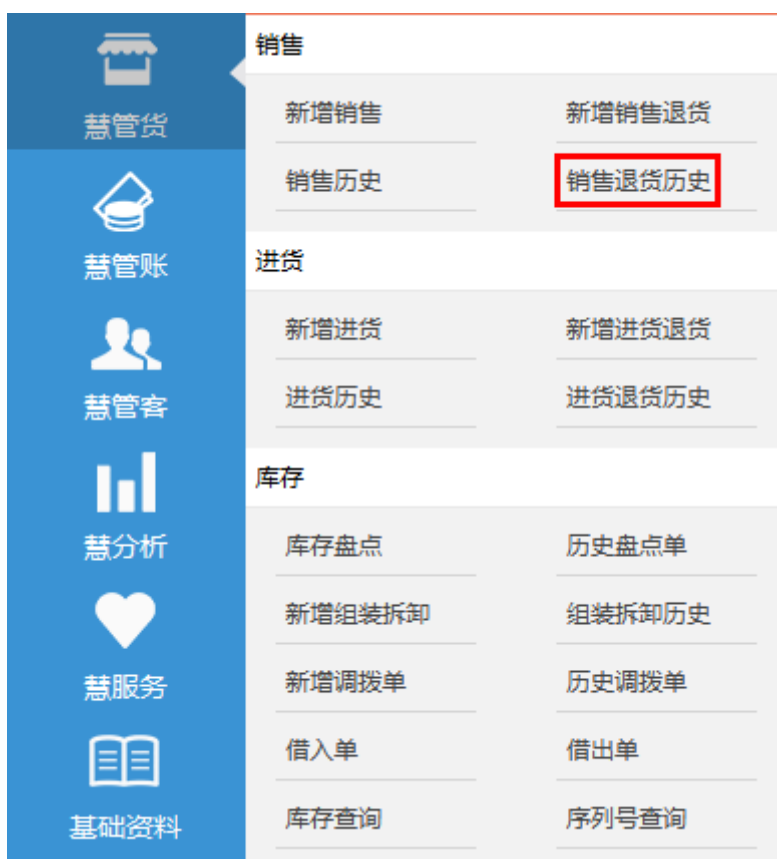 慧管货
慧管账
慧管客
慧分析
慧服务
基础资料
销售
新增销售 新增销售退货
销售历史 销售退货历史
进货
新增进货 新增进货退货
进货历史 进货退货历史
库存
库存盘点 历史盘点单
新增组装拆卸 组装拆卸历史
新增调拨单 历史调拨单
借入单 借出单
库存查询 序列号查询